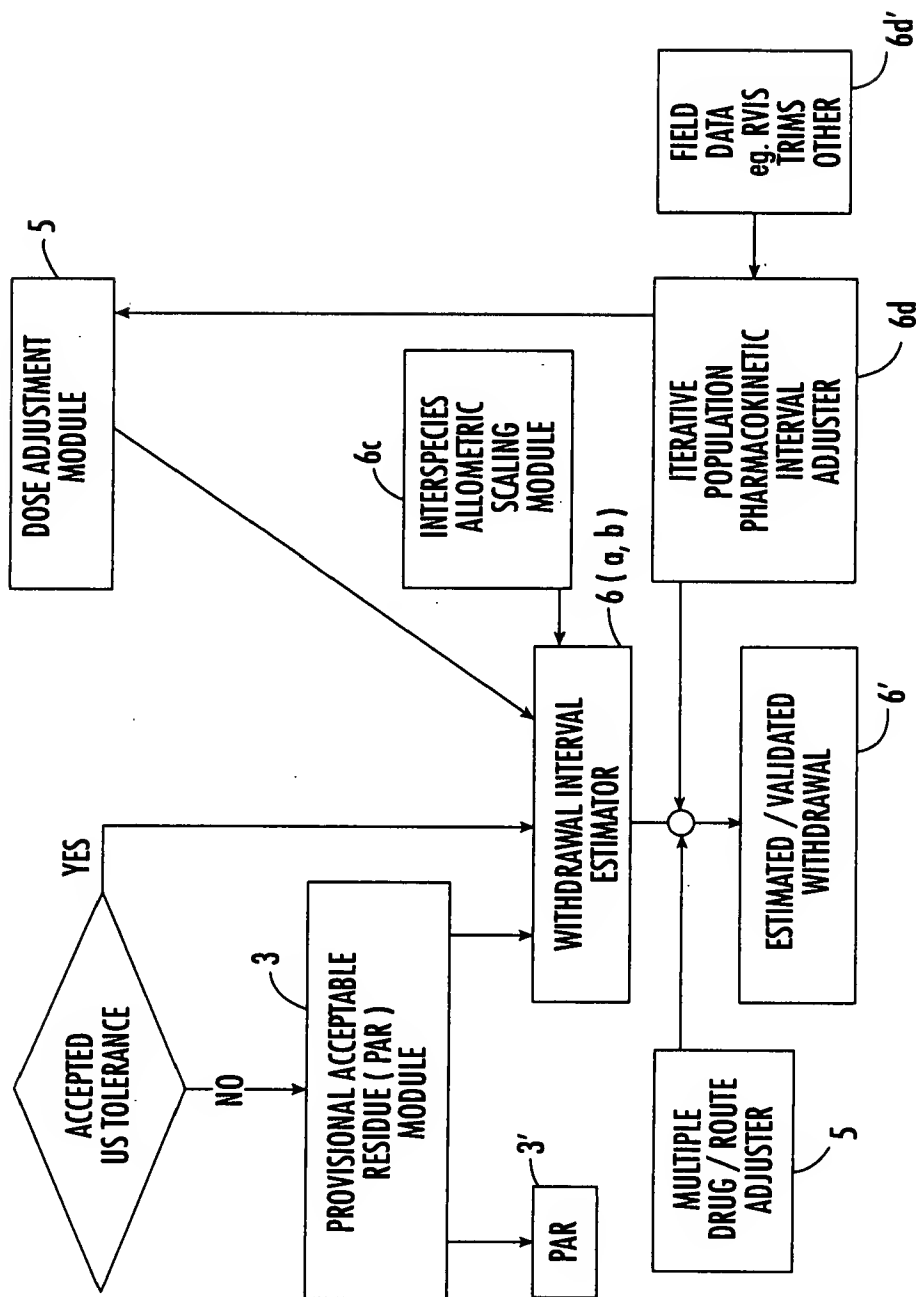 ACCEPTED
US TOLERANCE
YES
NO
3
PROVISIONAL ACCEPTABLE
RESIDUE ( PAR )
MODULE
3'
PAR
5
DOSE ADJUSTMENT
MODULE
6c
INTERSPECIES
ALLOMETRIC
SCALING
MODULE
6 ( a, b )
WITHDRAWAL INTERVAL
ESTIMATOR
MULTIPLE
DRUG / ROUTE
ADJUSTER
5
ESTIMATED / VALIDATED
WITHDRAWAL
6'
ITERATIVE
POPULATION
PHARMACOKINETIC
INTERVAL
ADJUSTER
6d
FIELD
DATA
eg. RVIS
TRIMS
OTHER
6d'